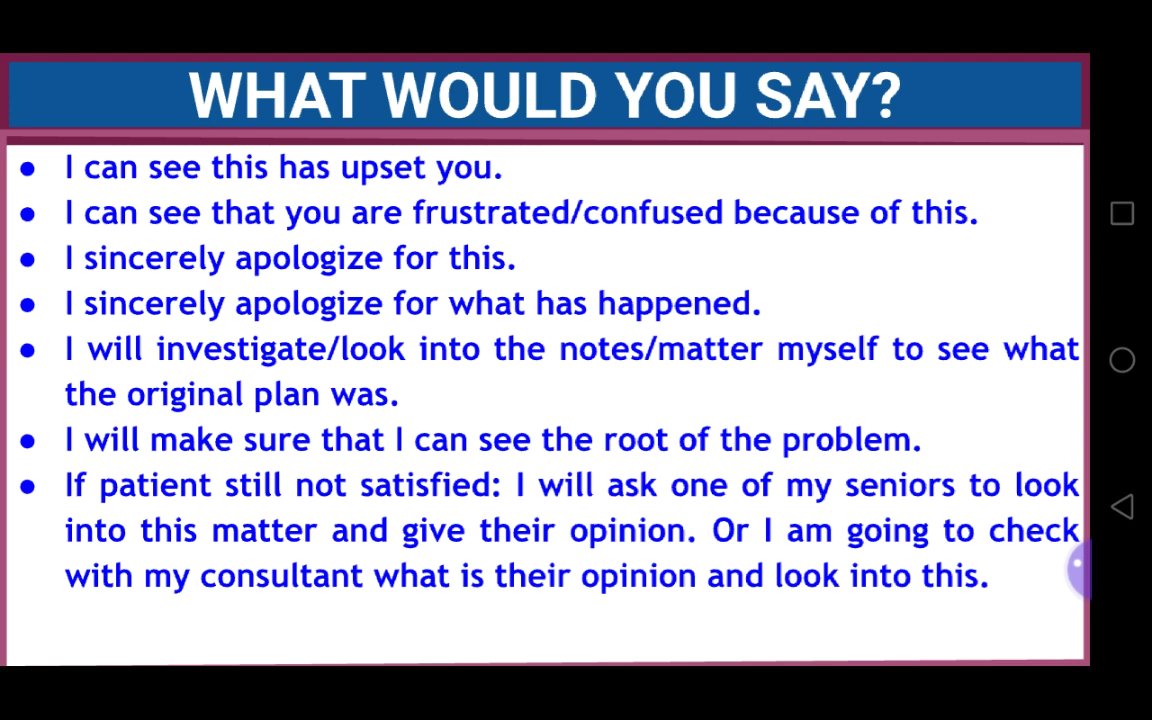 WHAT WOULD YOU SAY?
● I can see this has upset you.
● I can see that you are frustrated/confused because of this.
● I sincerely apologize for this.
● I sincerely apologize for what has happened.
● I will investigate/look into the notes/matter myself to see what
the original plan was.
● I will make sure that I can see the root of the problem.
● If patient still not satisfied: I will ask one of my seniors to look
into this matter and give their opinion. Or I am going to check
with my consultant what is their opinion and look into this.